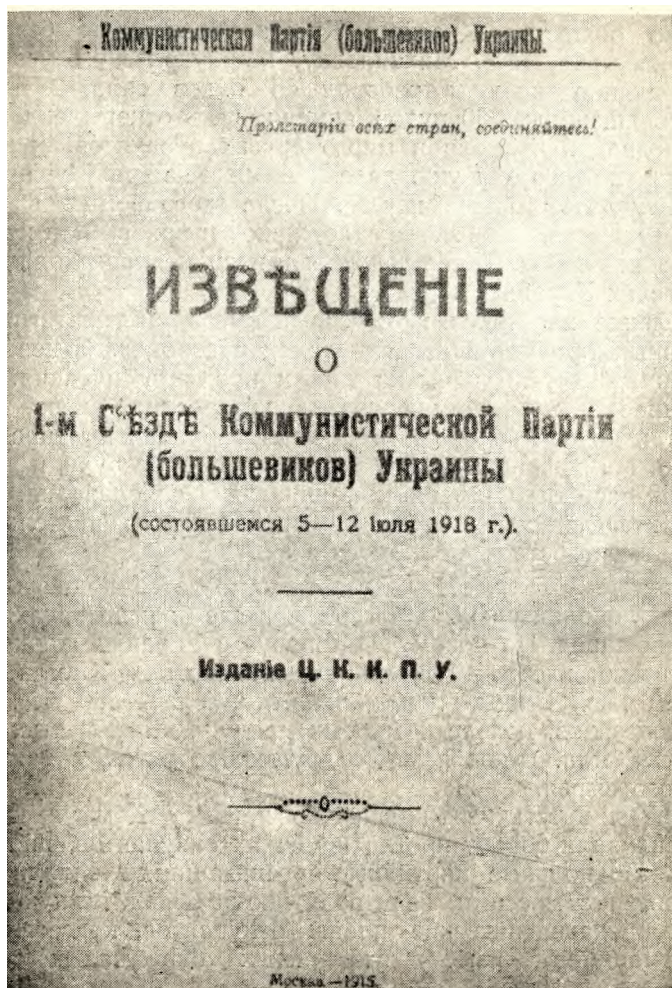 Коммунистическая Партія (большевиков) Украины.
Пролетаріи всѣх стран, соединяйтесь!
ИЗВѢЩЕНІЕ
О
1-м С‘ѣздѣ Коммунистической Партіи
(большевиков) Украины
(состоявшемся 5—12 іюля 1918 г.).
Изданіе Ц. К. К. П. У.
Москва —